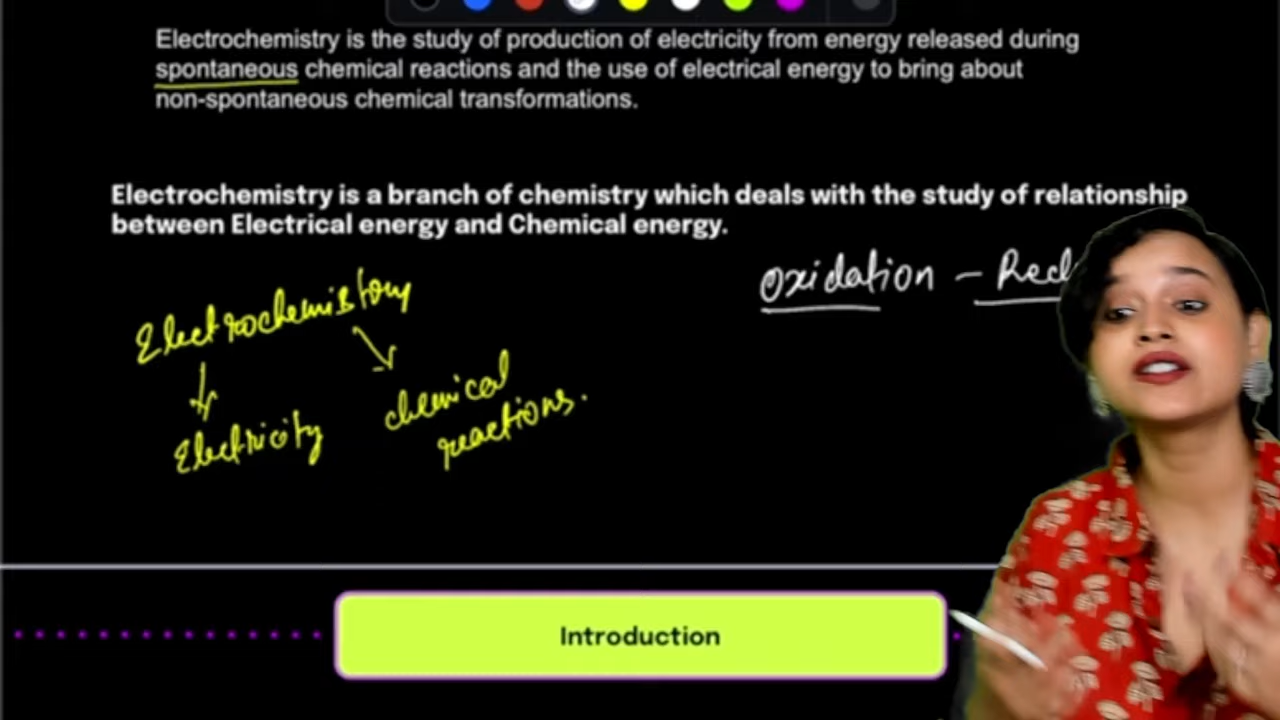 Electrochemistry is the study of production of electricity from energy released during
spontaneous chemical reactions and the use of electrical energy to bring about
non-spontaneous chemical transformations.
Electrochemistry is a branch of chemistry which deals with the study of relationship
between Electrical energy and Chemical energy.
Oxidation –
Electrochemistry
Electricity
chemical
reactions.
Introduction